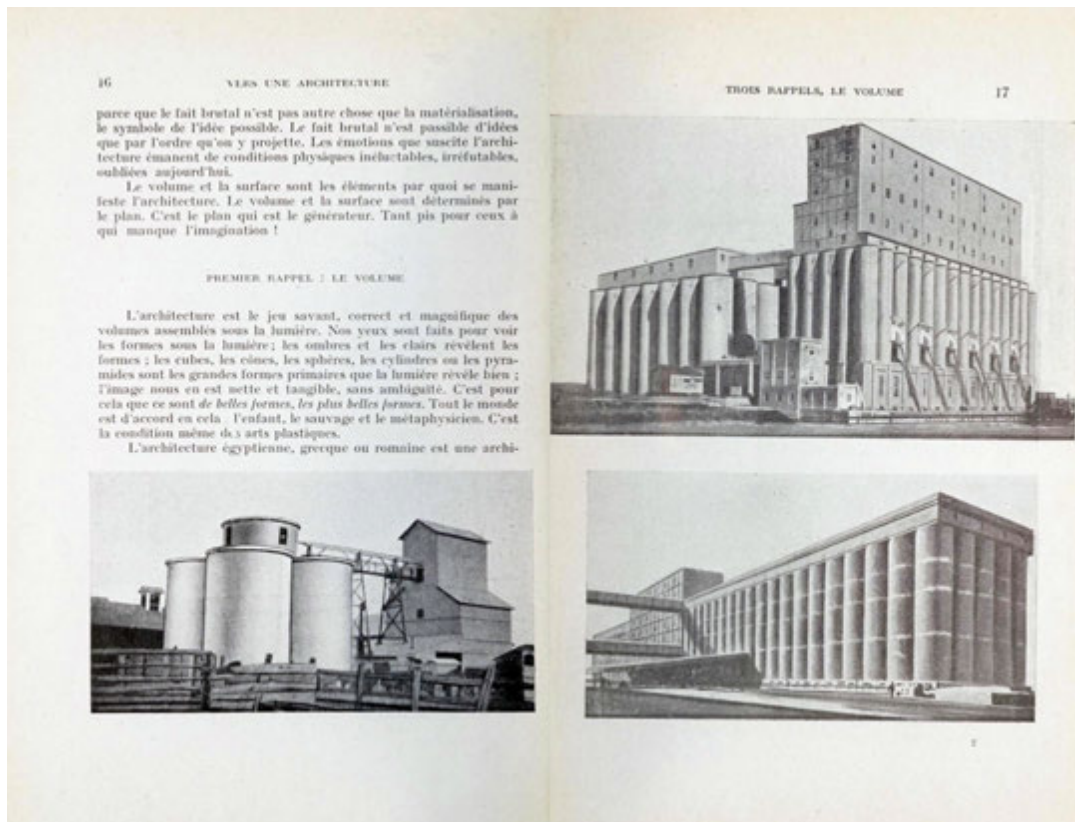 16
VERS UNE ARCHITECTURE
parce que le fait brutal n'est pas autre chose que la matérialisation,
le symbole de l'idée possible. Le fait brutal n'est passible d'idées
que par l'ordre qu'on y projette. Les émotions que suscite l'archi-
tecture émanent de conditions physiques inéluctables, irréfutables,
oubliées aujourd'hui.
Le volume et la surface sont les éléments par quoi se mani-
feste l'architecture. Le volume et la surface sont déterminés par
le plan. C'est le plan qui est le générateur. Tant pis pour ceux à
qui manque l'imagination !
PREMIER RAPPEL : LE VOLUME
L'architecture est le jeu savant, correct et magnifique des
volumes assemblés sous la lumière. Nos yeux sont faits pour voir
les formes sous la lumière ; les ombres et les clairs révèlent les
formes ; les cubes, les cônes, les sphères, les cylindres ou les pyra-
mides sont les grandes formes primaires que la lumière révèle bien ;
l'image nous en est nette et tangible, sans ambiguïté. C'est pour
cela que ce sont de belles formes, les plus belles formes. Tout le monde
est d'accord en cela l'enfant, le sauvage et le métaphysicien. C'est
la condition même des arts plastiques.
L'architecture égyptienne, grecque ou romaine est une archi-
TROIS RAPPELS, LE VOLUME
17